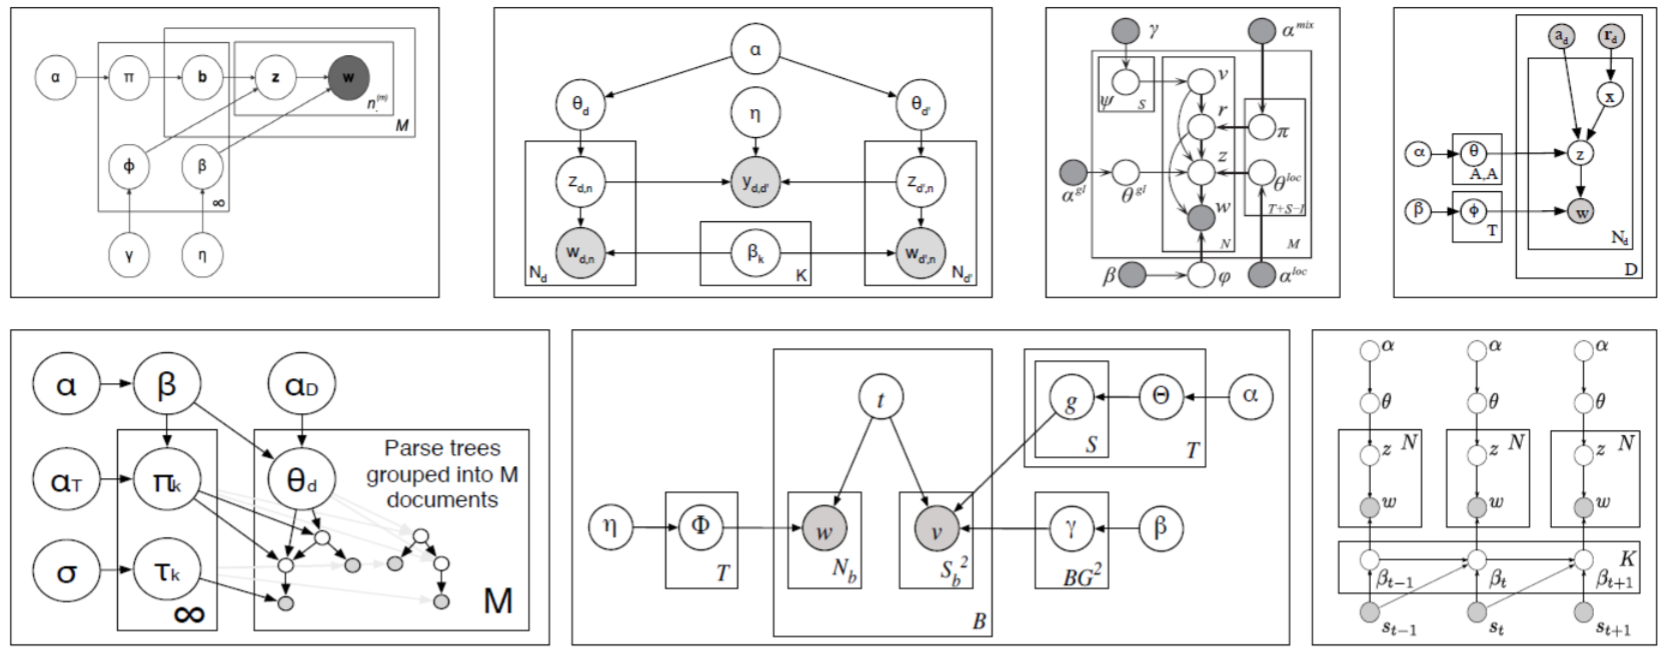 α π b z w
n.(m)
M
ϕ β
∞
γ η
α
θd θd'
η
zd,n yd,d' zd',n
wd,n βk wd',n
Nd K Nd'
γ αmix
ν
ψ S r
π
z
αgl θgl θloc
w T+S−1
N M
β φ αloc
ad rd
x
α θ z
A,A
β ϕ w
T Nd
D
α β αD
Parse trees
grouped into M
documents
αT πk θd
σ τk
∞ M
t g Θ α
S T
η Φ w v γ β
T Nb Sb2 BG2
B
α α α
θ θ θ
z N z N z N
w w w
K
βt−1 βt βt+1
st−1 st st+1